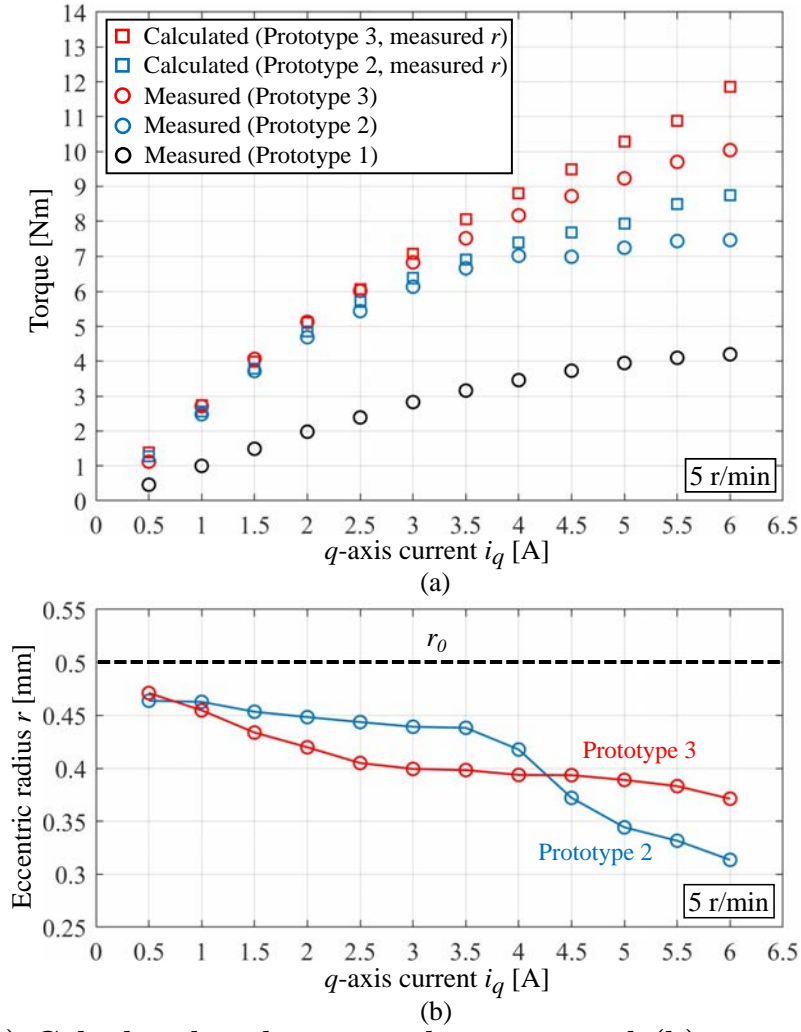 14
13
12
11
10
9
8
7
6
5
4
3
2
1
0
Torque [Nm]
Calculated (Prototype 3, measured r)
Calculated (Prototype 2, measured r)
Measured (Prototype 3)
Measured (Prototype 2)
Measured (Prototype 1)
5 r/min
0 0.5 1 1.5 2 2.5 3 3.5 4 4.5 5 5.5 6 6.5
q-axis current iq [A]
(a)
0.55
0.5
0.45
0.4
0.35
0.3
0.25
Eccentric radius r [mm]
r0
Prototype 3
Prototype 2
5 r/min
0 0.5 1 1.5 2 2.5 3 3.5 4 4.5 5 5.5 6 6.5
q-axis current iq [A]
(b)